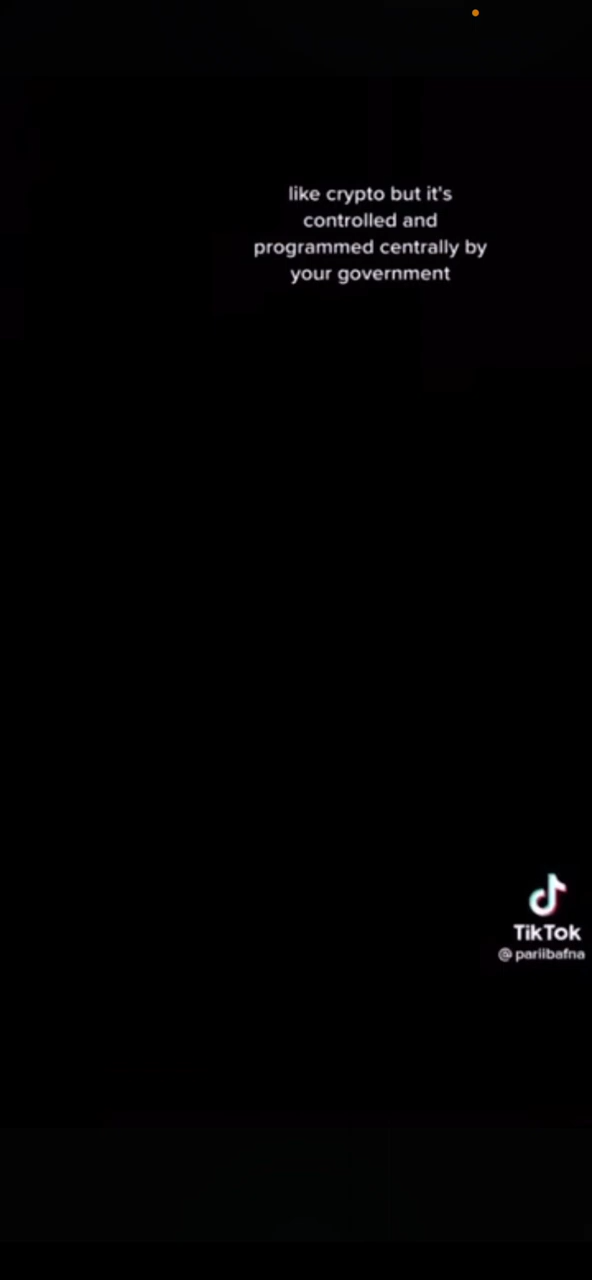 like crypto but it's
controlled and
programmed centrally by
your government
TikTok
@pariibafna